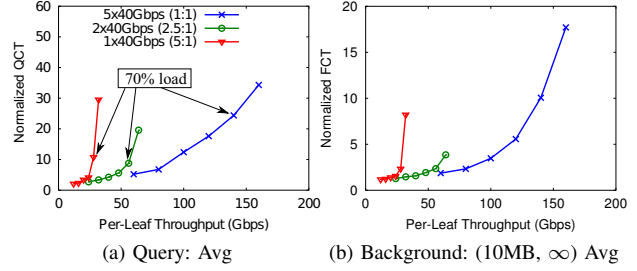 5x40Gbps (1:1)
2x40Gbps (2.5:1)
1x40Gbps (5:1)
70% load
Normalized QCT
60
50
40
30
20
10
0
0 50 100 150 200
Per-Leaf Throughput (Gbps)
(a) Query: Avg
Normalized FCT
20
15
10
5
0
0 50 100 150 200
Per-Leaf Throughput (Gbps)
(b) Background: (10MB, ∞) Avg